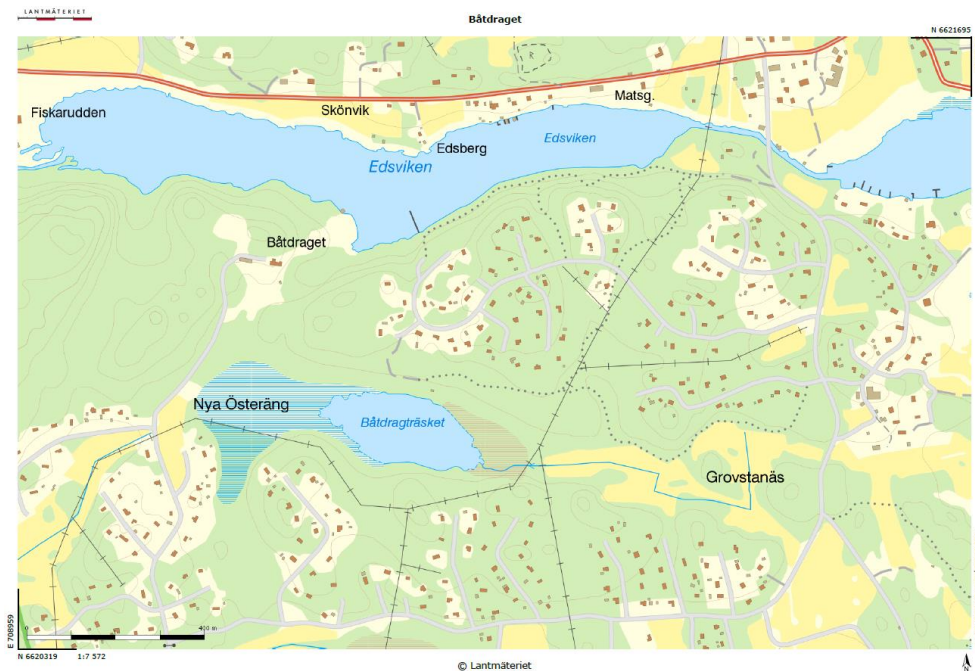 LANTMÄTERIET
Båtdraget
N 6621695
Fiskarudden
Skönvik
Matsg.
Edsviken
Edsberg
Edsviken
Båtdraget
Nya Österäng
Båtdragträsket
Grovstanäs
E 708959
0
400 m
N 6620319 1:7 572
© Lantmäteriet
N